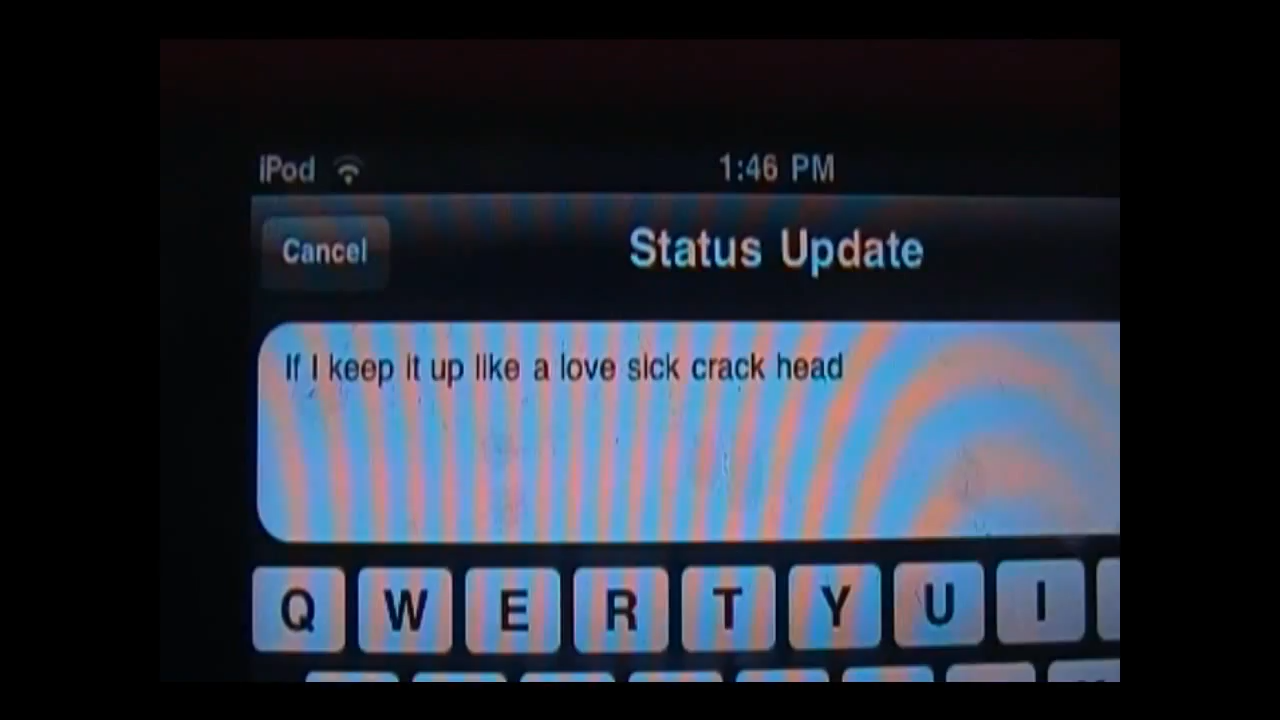 iPod 1:46 PM
Cancel Status Update
If I keep it up like a love sick crack head
Q W E R T Y U I